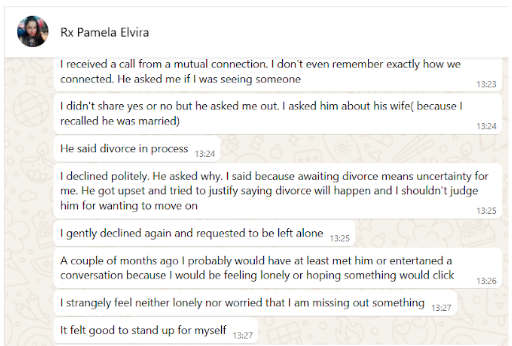 Rx Pamela Elvira
I received a call from a mutual connection. I don't even remember exactly how we
connected. He asked me if I was seeing someone
13:23
I didn't share yes or no but he asked me out. I asked him about his wife( because I
recalled he was married)
13:24
He said divorce in process 13:24
I declined politely. He asked why. I said because awaiting divorce means uncertainty for
me. He got upset and tried to justify saying divorce will happen and I shouldn't judge
him for wanting to move on
13:25
I gently declined again and requested to be left alone 13:25
A couple of months ago I probably would have at least met him or entertaned a
conversation because I would be feeling lonely or hoping something would click
13:26
I strangely feel neither lonely nor worried that I am missing out something 13:27
It felt good to stand up for myself 13:27